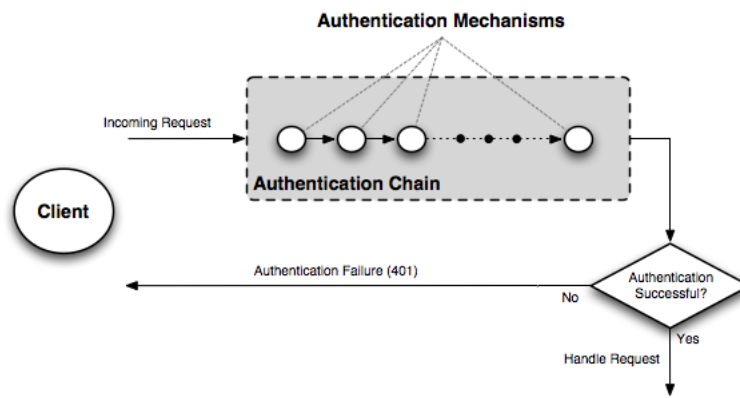 Authentication Mechanisms
Incoming Request
Authentication Chain
Client
Authentication Failure (401)
Authentication
Successful?
No
Yes
Handle Request